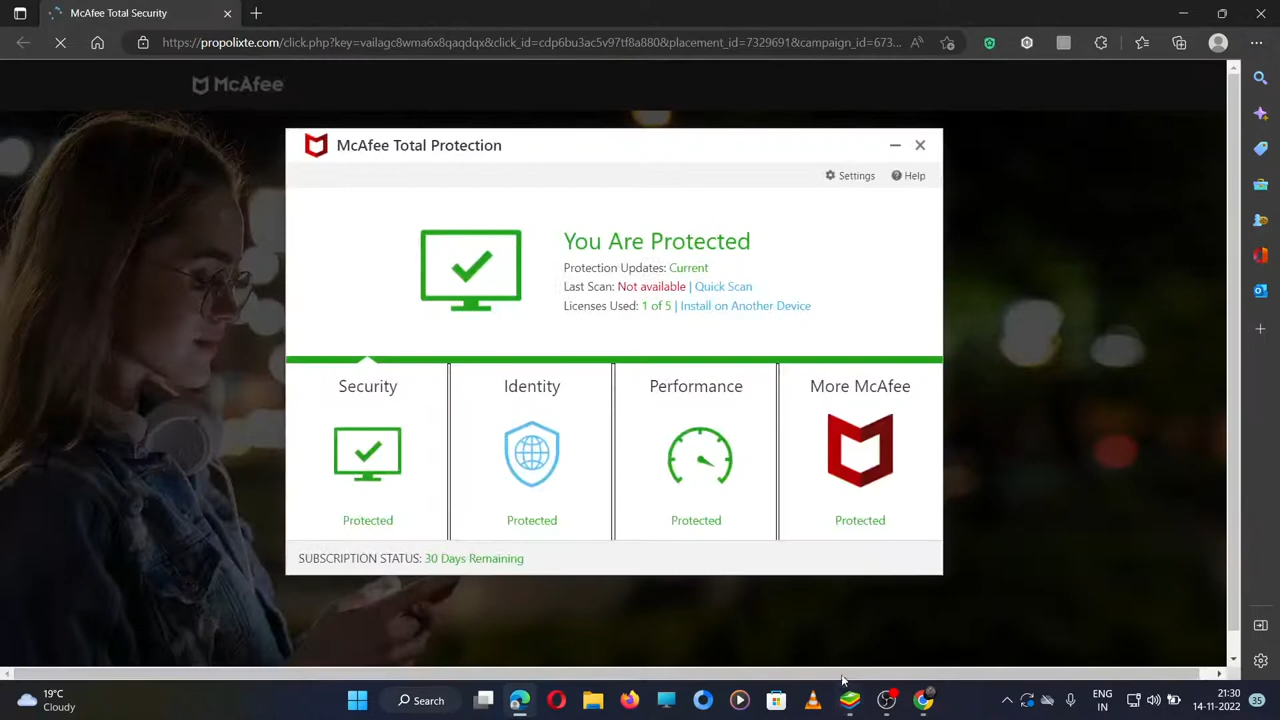 McAfee Total Security
https://propolixte.com/click.php?key=vailagc8wma6x8qaqdqx&click_id=cdp6bu3ac5v97tf8a880&placement_id=7329691&campaign_id=673...
McAfee
McAfee Total Protection
Settings
Help
You Are Protected
Protection Updates: Current
Last Scan: Not available | Quick Scan
Licenses Used: 1 of 5 | Install on Another Device
Security
Identity
Performance
More McAfee
Protected
Protected
Protected
Protected
SUBSCRIPTION STATUS: 30 Days Remaining
19°C
Cloudy
Search
ENG
IN
21:30
14-11-2022
35